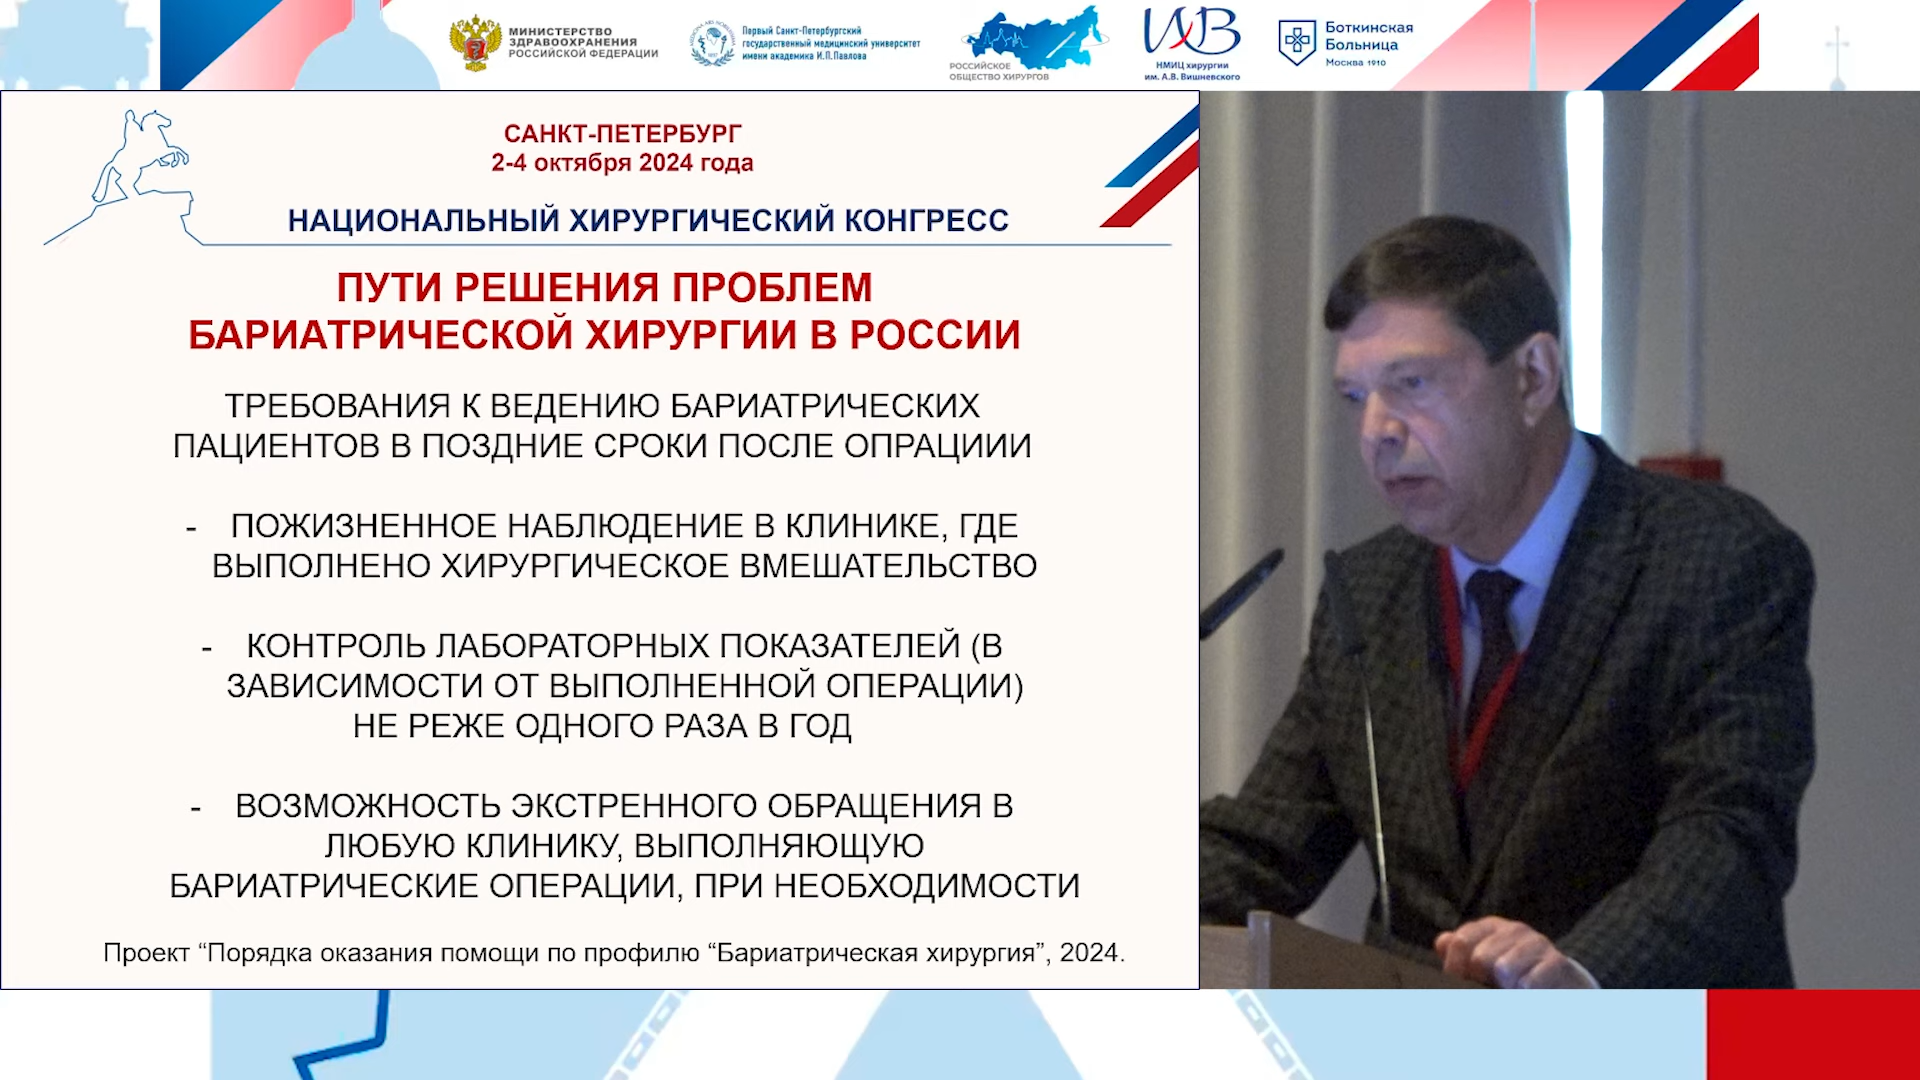 МИНИСТЕРСТВО
ЗДРАВООХРАНЕНИЯ
РОССИЙСКОЙ ФЕДЕРАЦИИ
Первый Санкт-Петербургский
государственный медицинский университет
имени академика И.П.Павлова
РОССИЙСКОЕ
ОБЩЕСТВО ХИРУРГОВ
НМИЦ хирургии
им. А.В. Вишневского
Боткинская
Больница
Москва 1910
САНКТ-ПЕТЕРБУРГ
2-4 октября 2024 года
НАЦИОНАЛЬНЫЙ ХИРУРГИЧЕСКИЙ КОНГРЕСС
ПУТИ РЕШЕНИЯ ПРОБЛЕМ
БАРИАТРИЧЕСКОЙ ХИРУРГИИ В РОССИИ
ТРЕБОВАНИЯ К ВЕДЕНИЮ БАРИАТРИЧЕСКИХ
ПАЦИЕНТОВ В ПОЗДНИЕ СРОКИ ПОСЛЕ ОПРАЦИИИ
- ПОЖИЗНЕННОЕ НАБЛЮДЕНИЕ В КЛИНИКЕ, ГДЕ
ВЫПОЛНЕНО ХИРУРГИЧЕСКОЕ ВМЕШАТЕЛЬСТВО
- КОНТРОЛЬ ЛАБОРАТОРНЫХ ПОКАЗАТЕЛЕЙ (В
ЗАВИСИМОСТИ ОТ ВЫПОЛНЕННОЙ ОПЕРАЦИИ)
НЕ РЕЖЕ ОДНОГО РАЗА В ГОД
- ВОЗМОЖНОСТЬ ЭКСТРЕННОГО ОБРАЩЕНИЯ В
ЛЮБУЮ КЛИНИКУ, ВЫПОЛНЯЮЩУЮ
БАРИАТРИЧЕСКИЕ ОПЕРАЦИИ, ПРИ НЕОБХОДИМОСТИ
Проект “Порядка оказания помощи по профилю “Бариатрическая хирургия”, 2024.